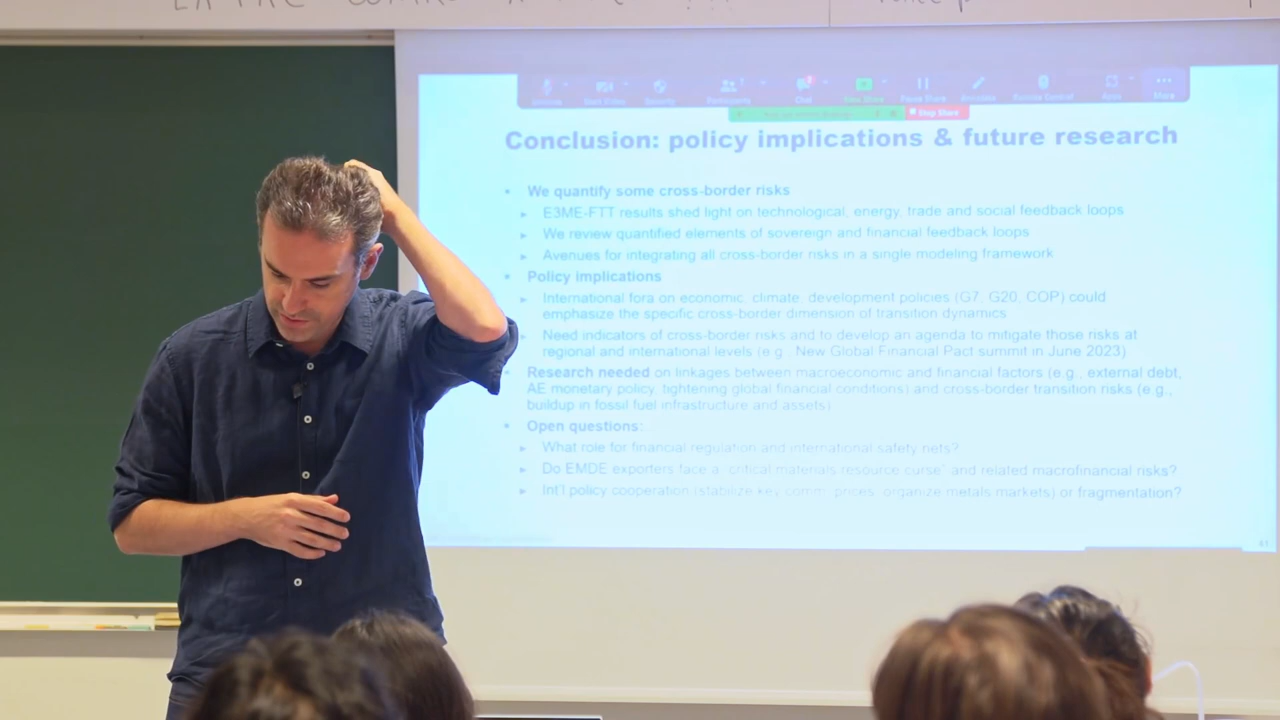 Participants
Chat
Pause Share
Remote Control
Apps
More
Stop Share
Conclusion: policy implications & future research
• We quantify some cross-border risks
► E3ME-FTT results shed light on technological, energy, trade and social feedback loops
► We review quantified elements of sovereign and financial feedback loops
► Avenues for integrating all cross-border risks in a single modeling framework
• Policy implications
► International fora on economic, climate, development policies (G7, G20, COP) could
emphasize the specific cross-border dimension of transition dynamics
► Need indicators of cross-border risks and to develop an agenda to mitigate those risks at
regional and international levels (e.g., New Global Financial Pact summit in June 2023)
• Research needed on linkages between macroeconomic and financial factors (e.g., external debt,
AE monetary policy, tightening global financial conditions) and cross-border transition risks (e.g.,
buildup in fossil fuel infrastructure and assets)
• Open questions:
► What role for financial regulation and international safety nets?
► Do EMDE exporters face a "critical materials resource curse" and related macrofinancial risks?
► Int'l policy cooperation (stabilize key comm. prices, organize metals markets) or fragmentation?